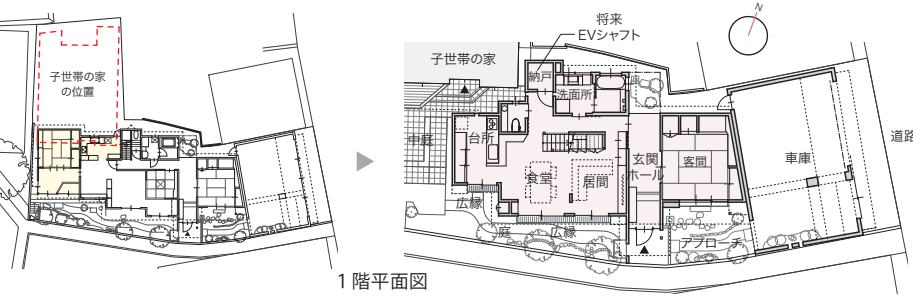 子世帯の家
の位置
将来
EVシャフト
N
子世帯の家
納戸
洗面所
中庭
台所
食堂
居間
玄関
ホール
客間
車庫
道路
広縁
庭
広縁
アプローチ
1階平面図